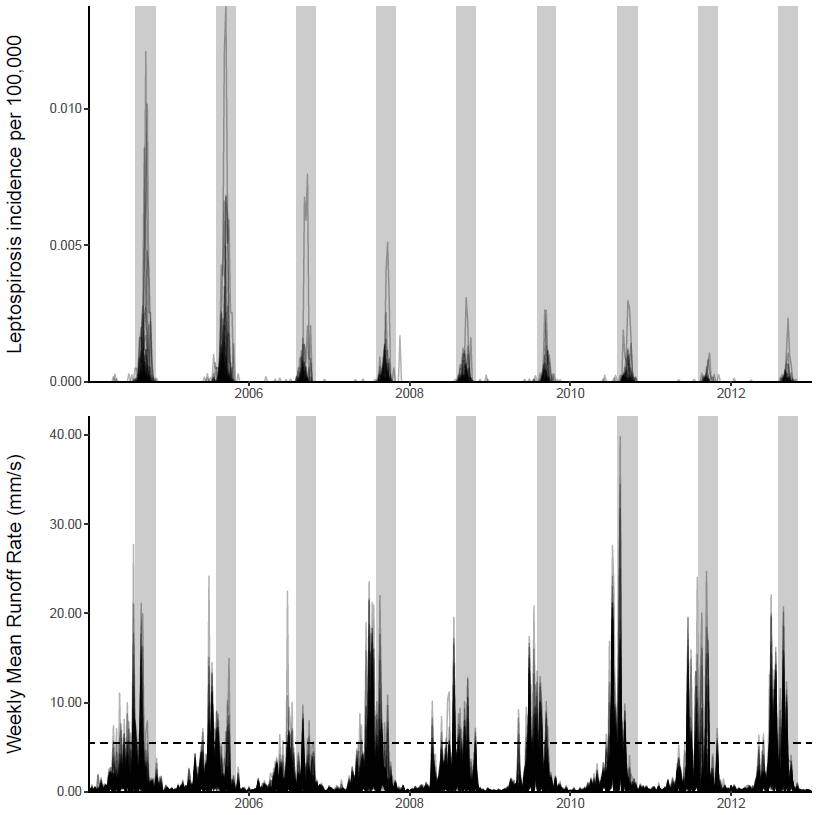 Leptospirosis incidence per 100,000
0.010
0.005
0.000
2006 2008 2010 2012
Weekly Mean Runoff Rate (mm/s)
40.00
30.00
20.00
10.00
0.00
2006 2008 2010 2012